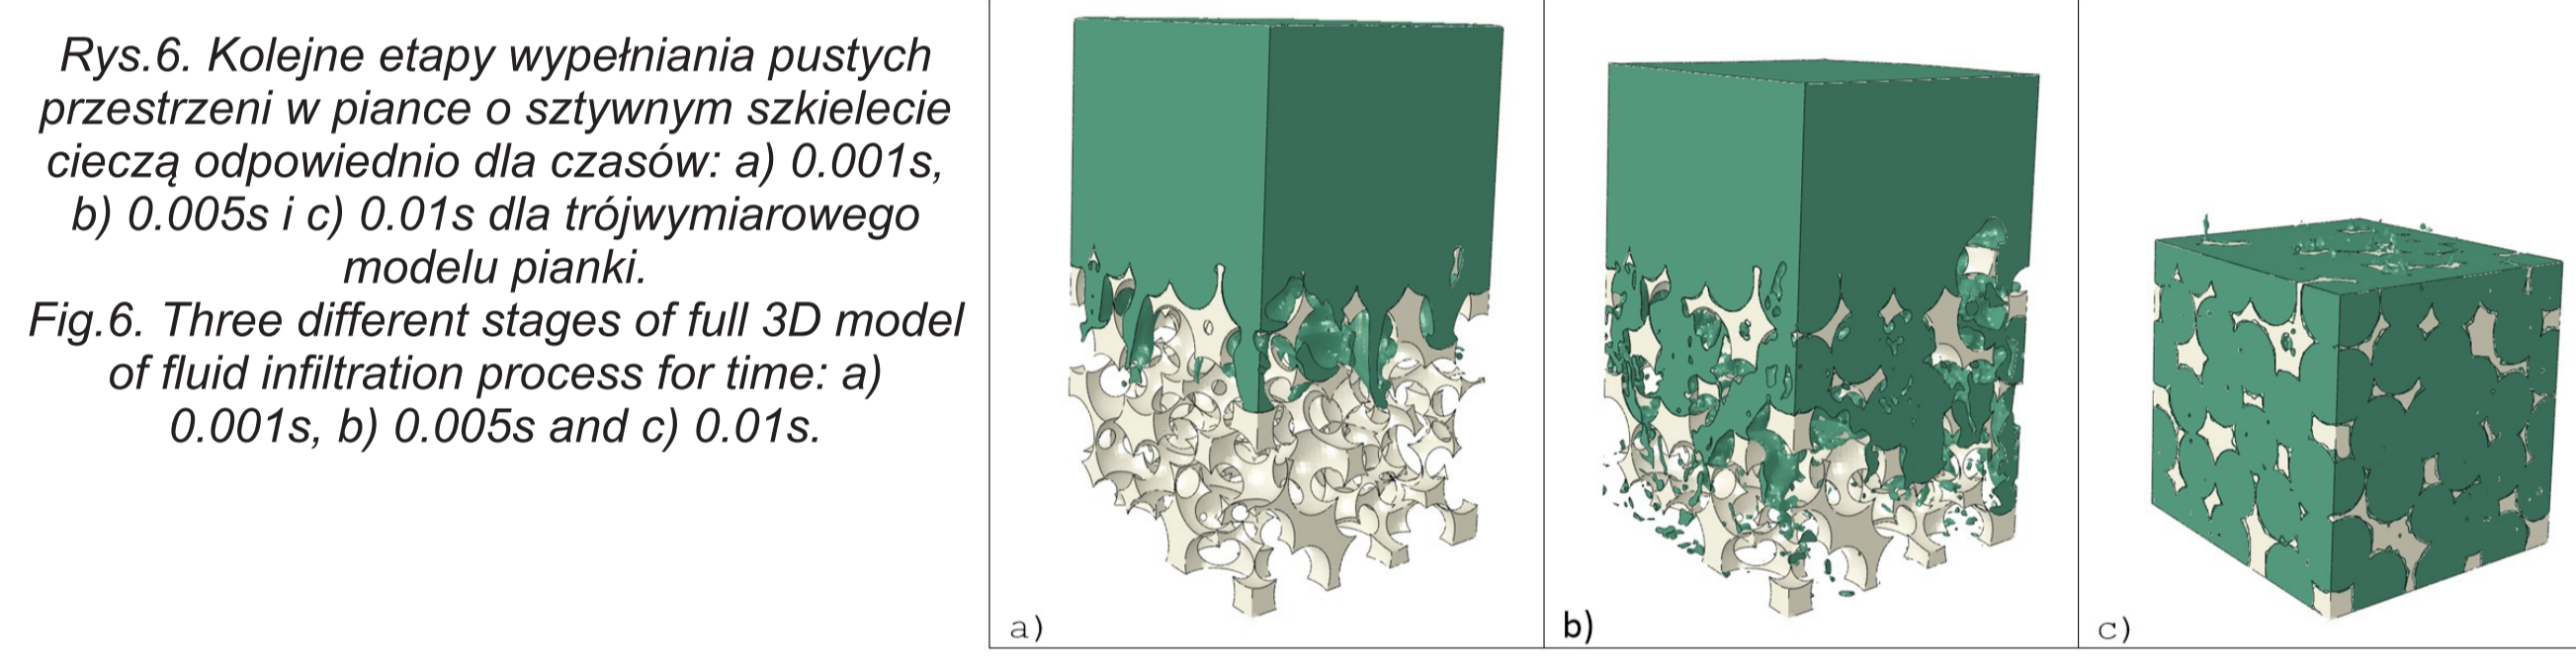 Rys.6. Kolejne etapy wypełniania pustych
przestrzeni w piance o sztywnym szkielecie
cieczą odpowiednio dla czasów: a) 0.001s,
b) 0.005s i c) 0.01s dla trójwymiarowego
modelu pianki.
Fig.6. Three different stages of full 3D model
of fluid infiltration process for time: a)
0.001s, b) 0.005s and c) 0.01s.
a)
b)
c)